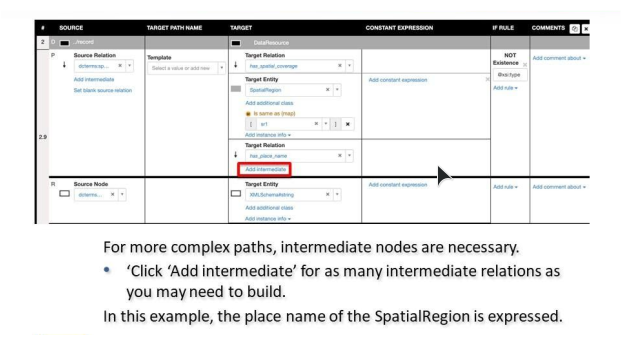 # SOURCE TARGET PATH NAME TARGET CONSTANT EXPRESSION IF RULE COMMENTS
2 D ../record DataResource
P Source Relation Template Target Relation NOT
dcterms:sp... Select a value or add new has_spatial_coverage Existence Add comment about
Add intermediate Target Entity Add constant expression @xsi:type
Set blank source relation SpatialRegion Add rule
Add additional class
Is same as (map)
[ sr1 ]
Add instance info
2.9
Target Relation
has_place_name
Add intermediate
R Source Node Target Entity Add constant expression Add rule Add comment about
dcterms:... XMLSchema#string
Add additional class
Add instance info
For more complex paths, intermediate nodes are necessary.
• 'Click 'Add intermediate' for as many intermediate relations as
you may need to build.
In this example, the place name of the SpatialRegion is expressed.